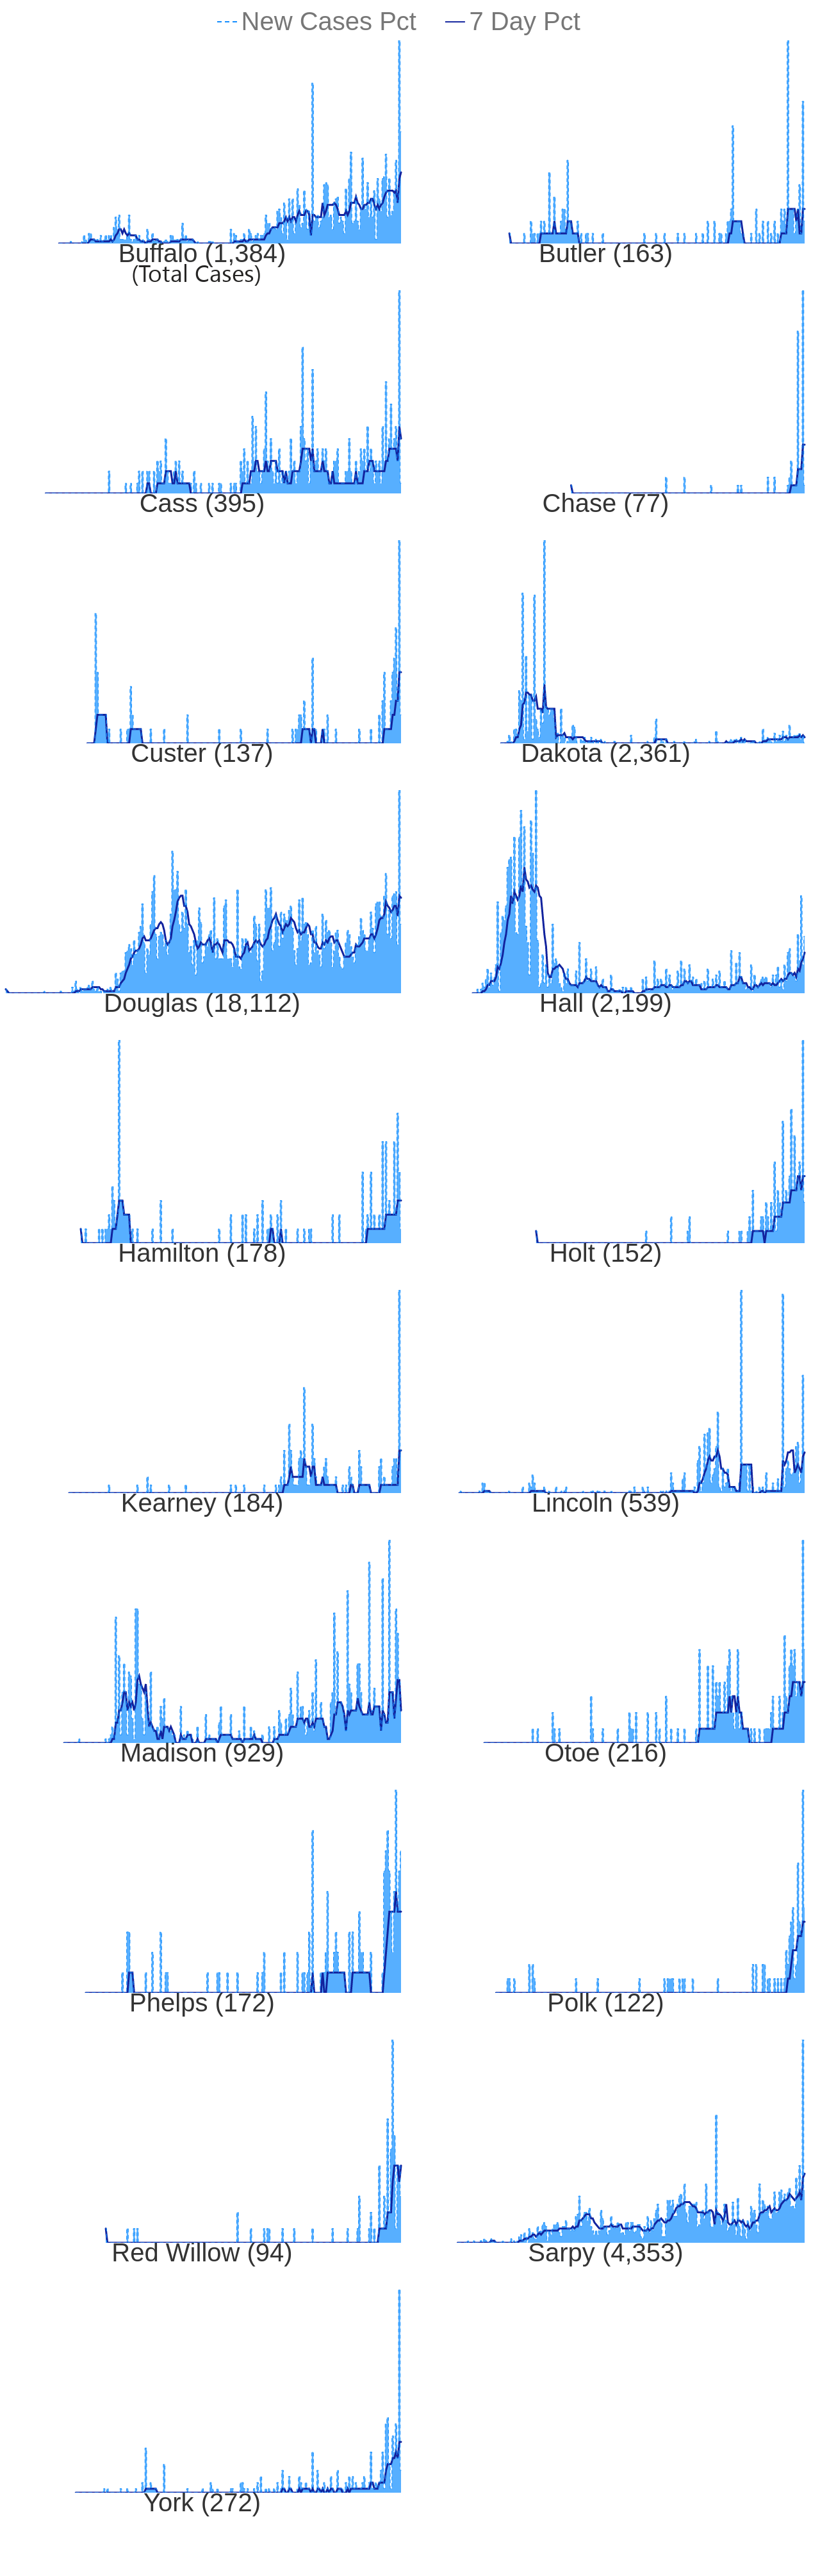 New Cases Pct 7 Day Pct
Buffalo (1,384) Butler (163)
(Total Cases)
Cass (395) Chase (77)
Custer (137) Dakota (2,361)
Douglas (18,112) Hall (2,199)
Hamilton (178) Holt (152)
Kearney (184) Lincoln (539)
Madison (929) Otoe (216)
Phelps (172) Polk (122)
Red Willow (94) Sarpy (4,353)
York (272)